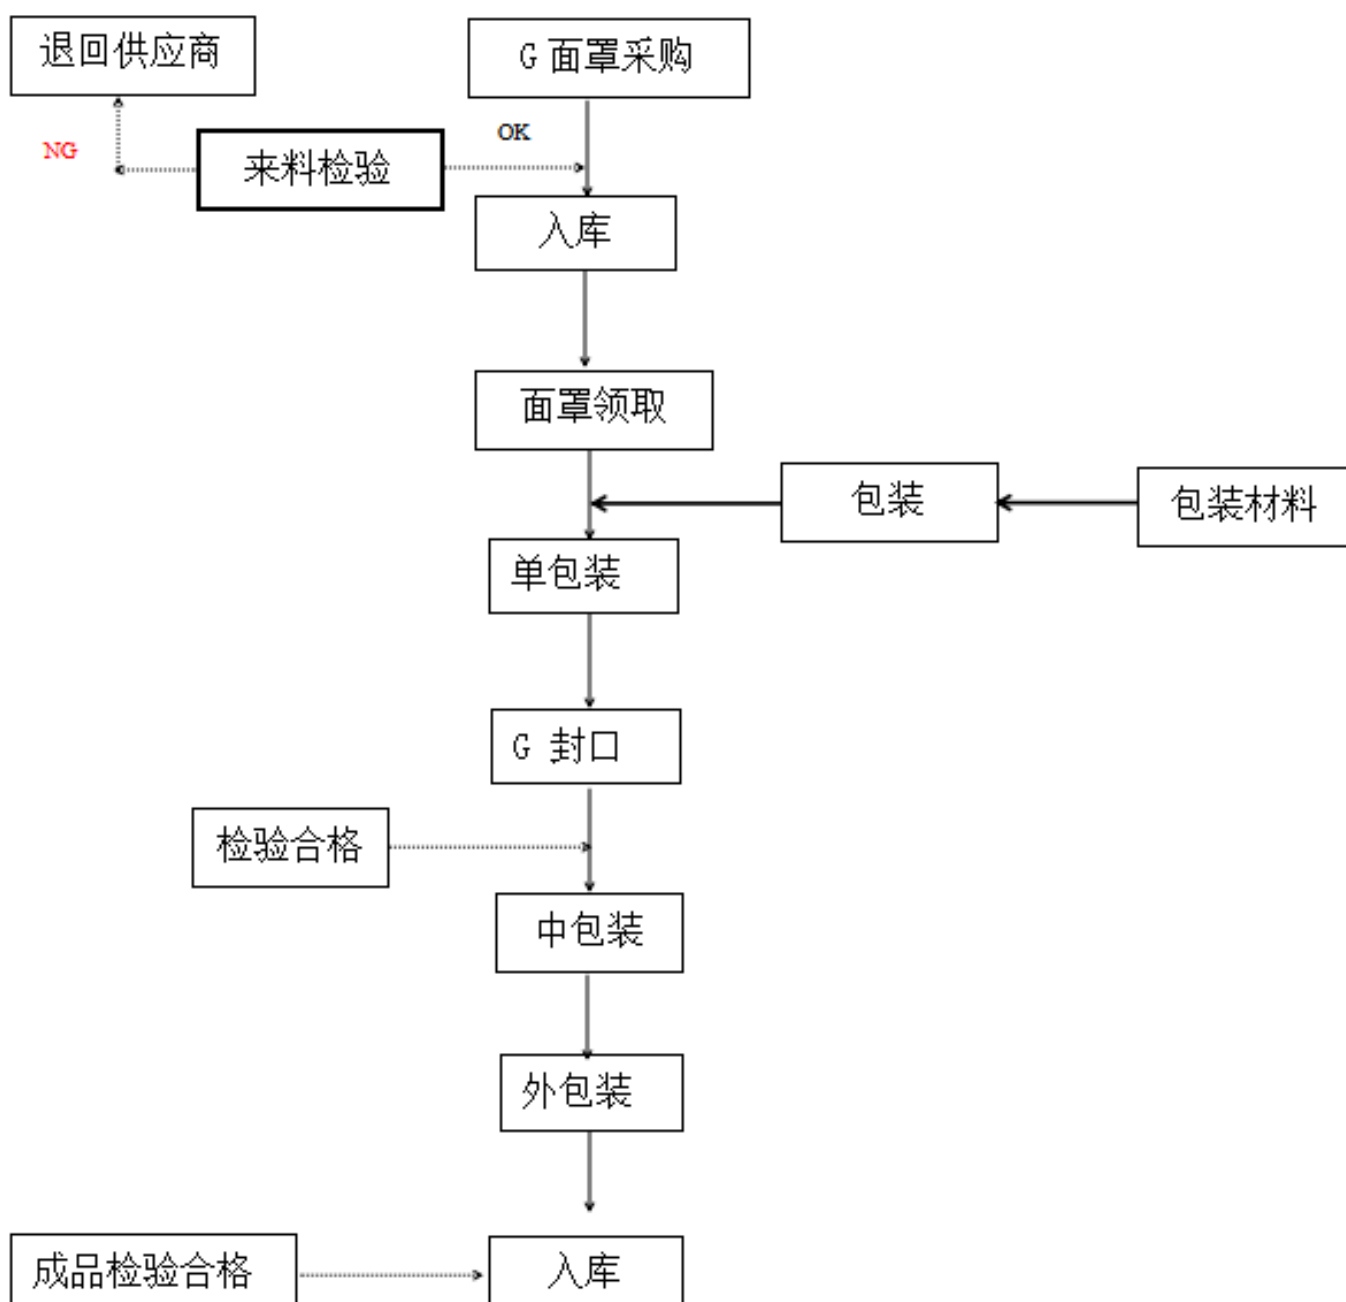 退回供应商
G 面罩采购
OK
NG
来料检验
入库
面罩领取
包装
包装材料
单包装
G 封口
检验合格
中包装
外包装
成品检验合格
入库